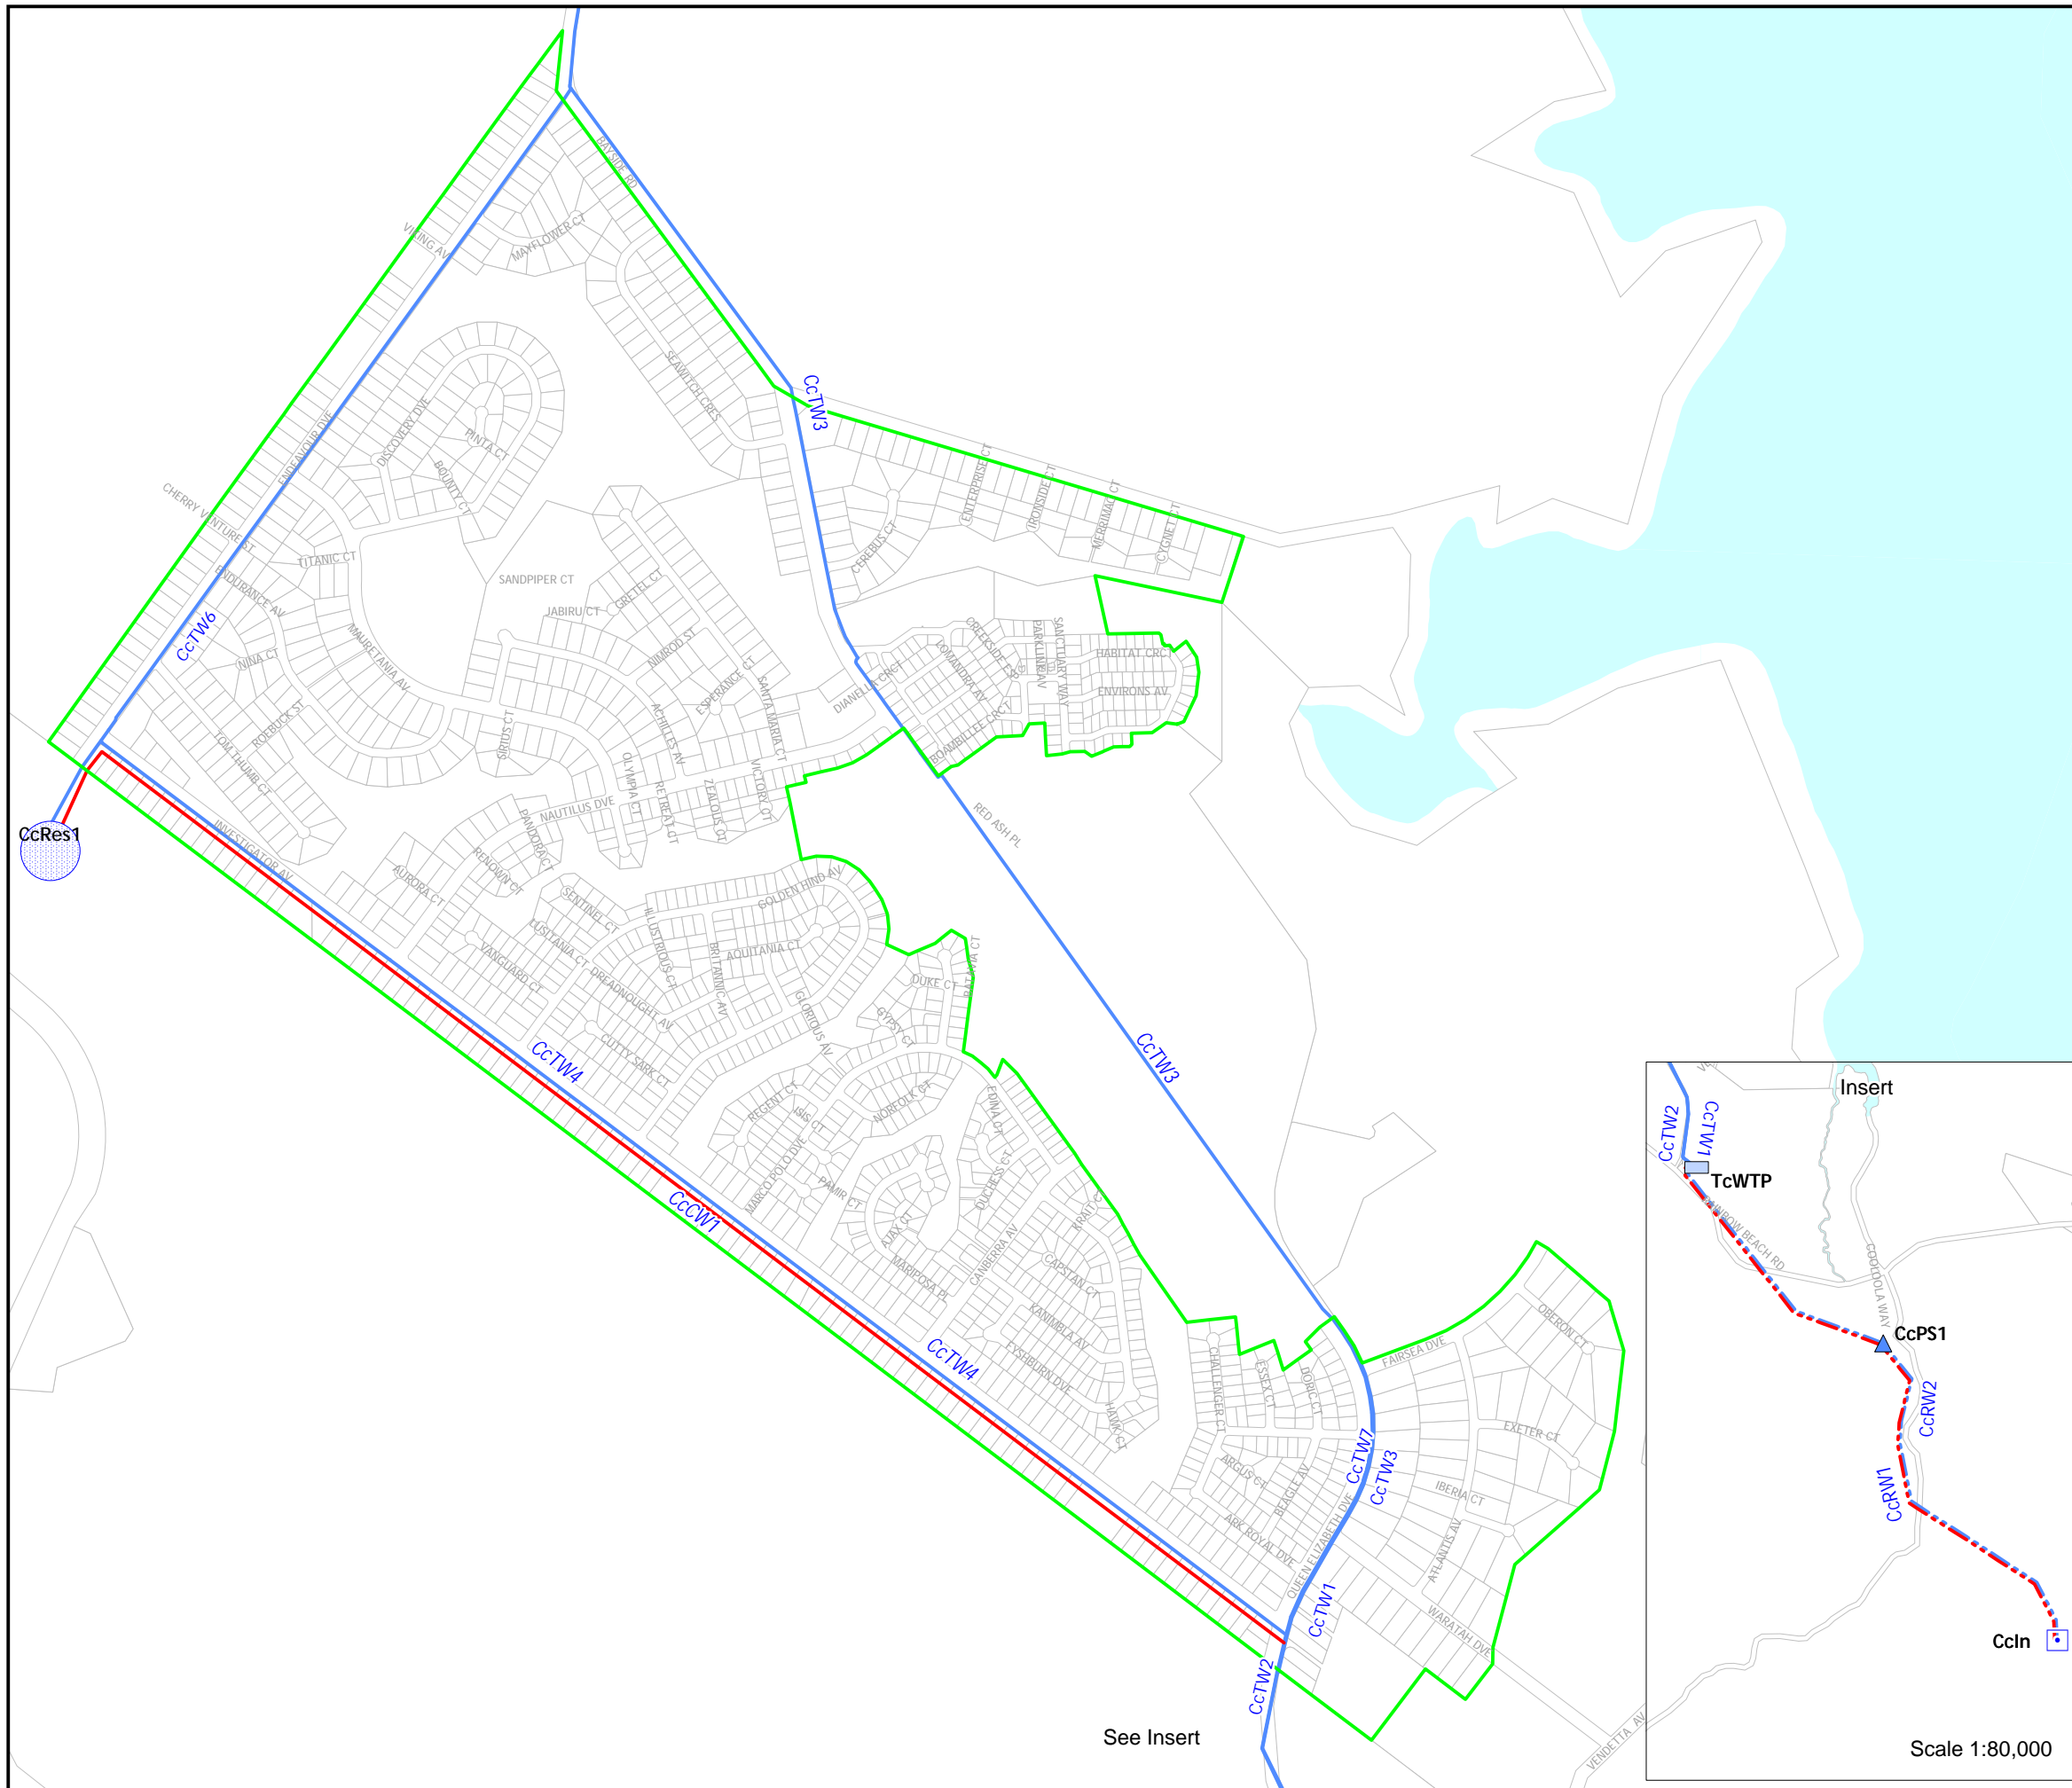 BAYSIDE RD
VIKING AV
MAYFLOWER CT
SEAWITCH CRES
CcTW3
ENDEAVOUR DVE
DISCOVERY DVE
PINTA CT
BOUNTY CT
CHERRY VENTURE ST
TITANIC CT
ENDURANCE AV
CcTW6
NINA CT
MAURETANIA AV
ROEBUCK ST
TOM THUMB CT
SANDPIPER CT
JABIRU CT
GRETEL CT
NIMROD ST
ESPERANCE CT
SANTA MARIA CT
SIRIUS CT
ACHILLES AV
OLYMPIA CT
RETREAT CT
ZEALOUS CT
VICTORY CT
NAUTILUS DVE
PANDORA CT
CEREBUS CT
ENTERPRISE CT
IRONSIDE CT
MERRIMAC CT
CYGNET CT
DIANELLA CRCT
LOMANDRA AV
CREEKSIDE
PARKLINK AV
SANCTUARY WAY
HABITAT CRCT
ENVIRONS AV
BOAMBILLEE CRCT
RED ASH PL
CcRes1
INVESTIGATOR AV
AURORA CT
RENOWN CT
SENTINEL CT
LUSITANIA CT
VANGUARD CT
DREADNOUGHT AV
ILLUSTRIOUS CT
BRITANNIC AV
AQUITANIA CT
GOLDEN HIND AV
GLORIOUS AV
CUTTY SARK CT
DUKE CT
BATAVIA CT
GYPSY CT
CcTW4
CcTW3
CcCW1
REGENT CT
ISIS CT
NORFOLK CT
MARCO POLO DVE
PAMIR CT
AJAX CT
EDINA CT
DUCHESS CT
MARIPOSA PL
CANBERRA AV
KRAIT CT
CAPSTAN CT
KANIMBLA AV
FYSHBURN DVE
HAWK CT
CcTW4
CHALLENGER CT
ESSEX CT
DORIC CT
ARGUS CT
BEAGLE AV
ARK ROYAL DVE
QUEEN ELIZABETH DVE
FAIRSEA DVE
OBERON CT
EXETER CT
IBERIA CT
ATLANTIS AV
WARATAH DVE
CcTW7
CcTW3
CcTW1
CcTW2
VENDETTA AV
See Insert
Insert
CcTW2
CcTW1
TcWTP
RAINBOW BEACH RD
COOLOOLA WAY
CcPS1
CcRW2
CcRW1
CcIn
Scale 1:80,000